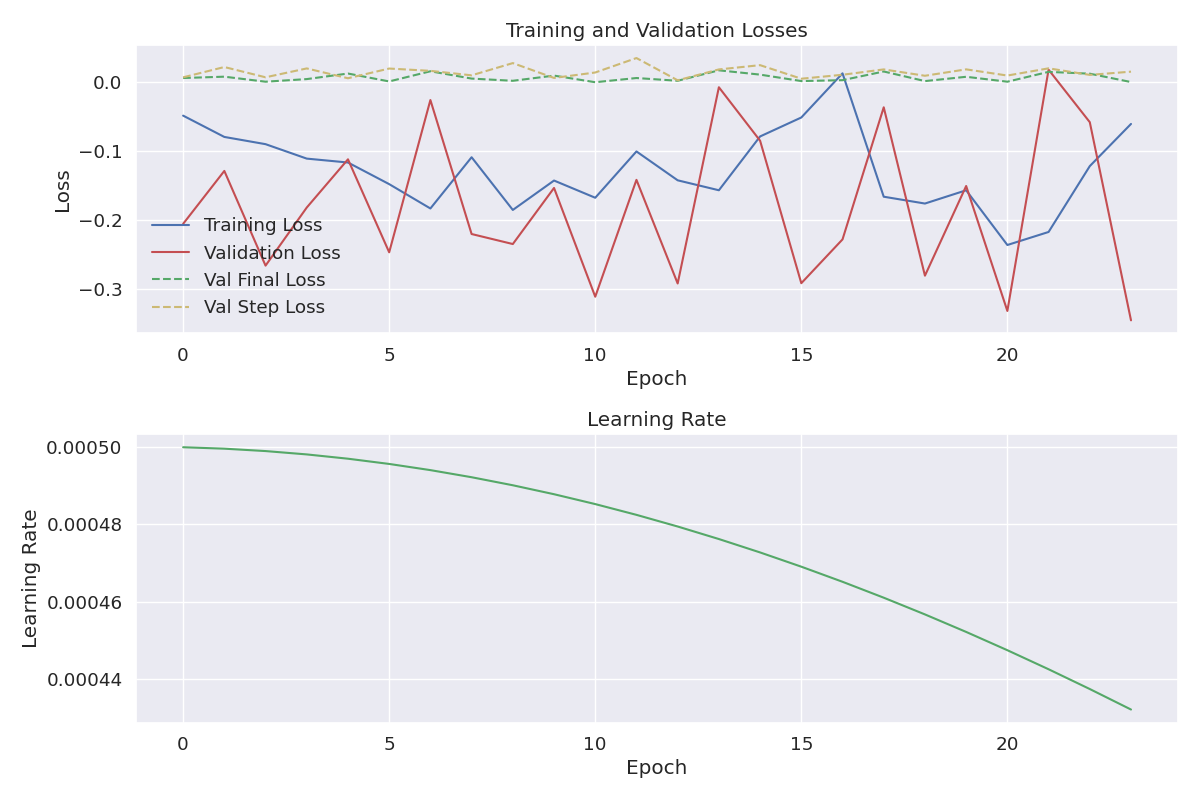 Training and Validation Losses
0.0
−0.1
−0.2
−0.3
Loss
Training Loss
Validation Loss
Val Final Loss
Val Step Loss
0 5 10 15 20
Epoch
Learning Rate
0.00050
0.00048
0.00046
0.00044
Learning Rate
0 5 10 15 20
Epoch